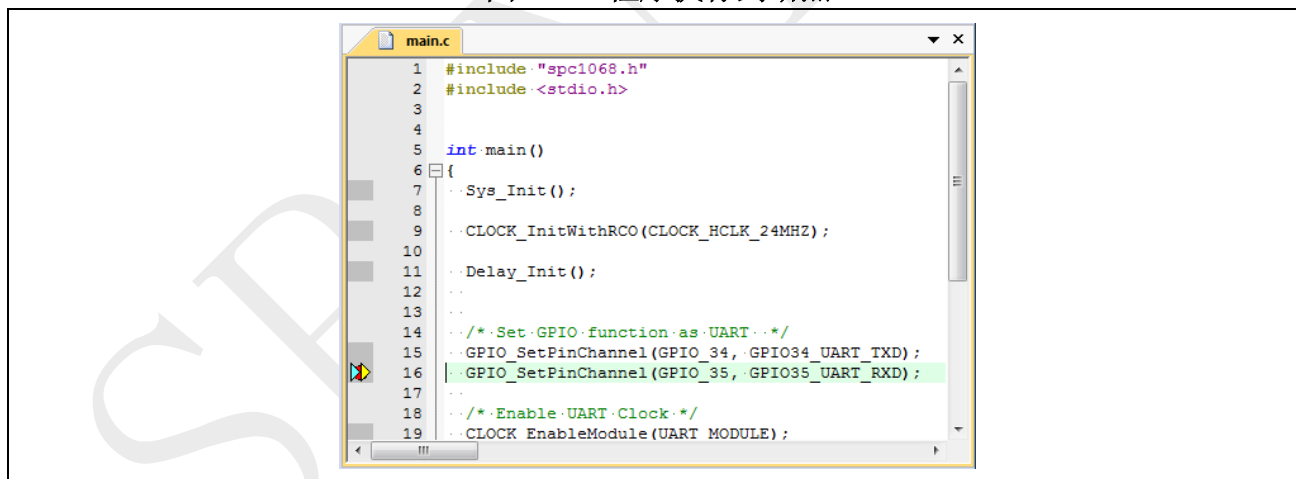 main.c
1 #include "spc1068.h"
2 #include <stdio.h>
3
4
5 int main()
6 {
7 Sys_Init();
8
9 CLOCK_InitWithRCO(CLOCK_HCLK_24MHZ);
10
11 Delay_Init();
12
13
14 /* Set GPIO function as UART */
15 GPIO_SetPinChannel(GPIO_34, GPIO34_UART_TXD);
16 GPIO_SetPinChannel(GPIO_35, GPIO35_UART_RXD);
17
18 /* Enable UART Clock */
19 CLOCK_EnableModule(UART_MODULE);